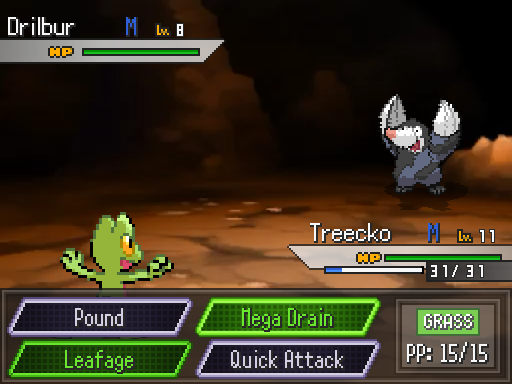 Drilbur M Lv. 8
HP
Treecko M Lv. 11
HP
31/ 31
Pound
Mega Drain
Leafage
Quick Attack
GRASS
PP: 15/15